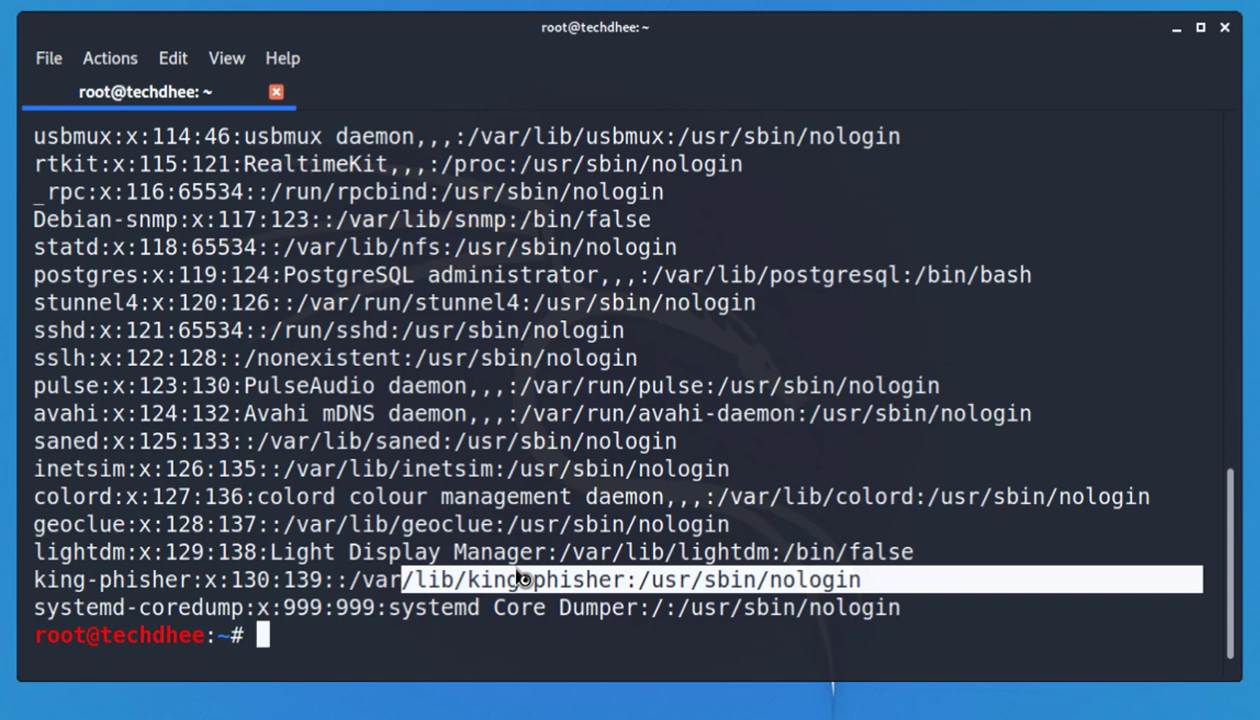 root@techdhee: ~
File Actions Edit View Help
root@techdhee: ~
usbmux:x:114:46:usbmux daemon,,,:/var/lib/usbmux:/usr/sbin/nologin
rtkit:x:115:121:RealtimeKit,,,:/proc:/usr/sbin/nologin
_rpc:x:116:65534::/run/rpcbind:/usr/sbin/nologin
Debian-snmp:x:117:123::/var/lib/snmp:/bin/false
statd:x:118:65534::/var/lib/nfs:/usr/sbin/nologin
postgres:x:119:124:PostgreSQL administrator,,,:/var/lib/postgresql:/bin/bash
stunnel4:x:120:126::/var/run/stunnel4:/usr/sbin/nologin
sshd:x:121:65534::/run/sshd:/usr/sbin/nologin
sslh:x:122:128::/nonexistent:/usr/sbin/nologin
pulse:x:123:130:PulseAudio daemon,,,:/var/run/pulse:/usr/sbin/nologin
avahi:x:124:132:Avahi mDNS daemon,,,:/var/run/avahi-daemon:/usr/sbin/nologin
saned:x:125:133::/var/lib/saned:/usr/sbin/nologin
inetsim:x:126:135::/var/lib/inetsim:/usr/sbin/nologin
colord:x:127:136:colord colour management daemon,,,:/var/lib/colord:/usr/sbin/nologin
geoclue:x:128:137::/var/lib/geoclue:/usr/sbin/nologin
lightdm:x:129:138:Light Display Manager:/var/lib/lightdm:/bin/false
king-phisher:x:130:139::/var/lib/king-phisher:/usr/sbin/nologin
systemd-coredump:x:999:999:systemd Core Dumper:/:/usr/sbin/nologin
root@techdhee:~#